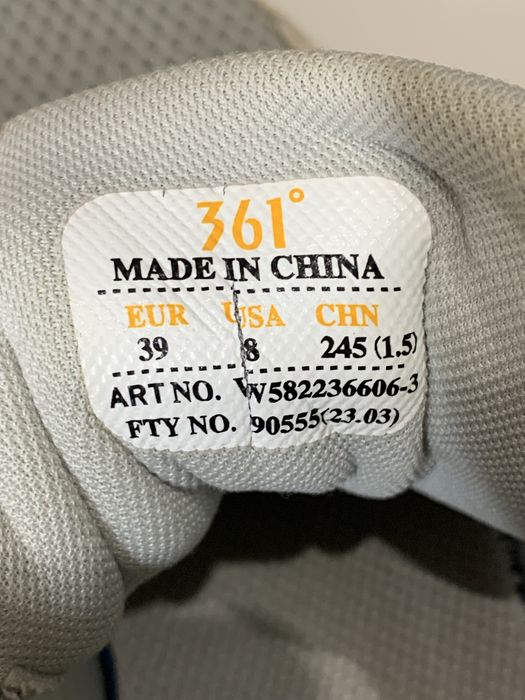 361°
MADE IN CHINA
EUR USA CHN
39 8 245 (1.5)
ART NO. W582236606-3
FTY NO. 90555(23.03)